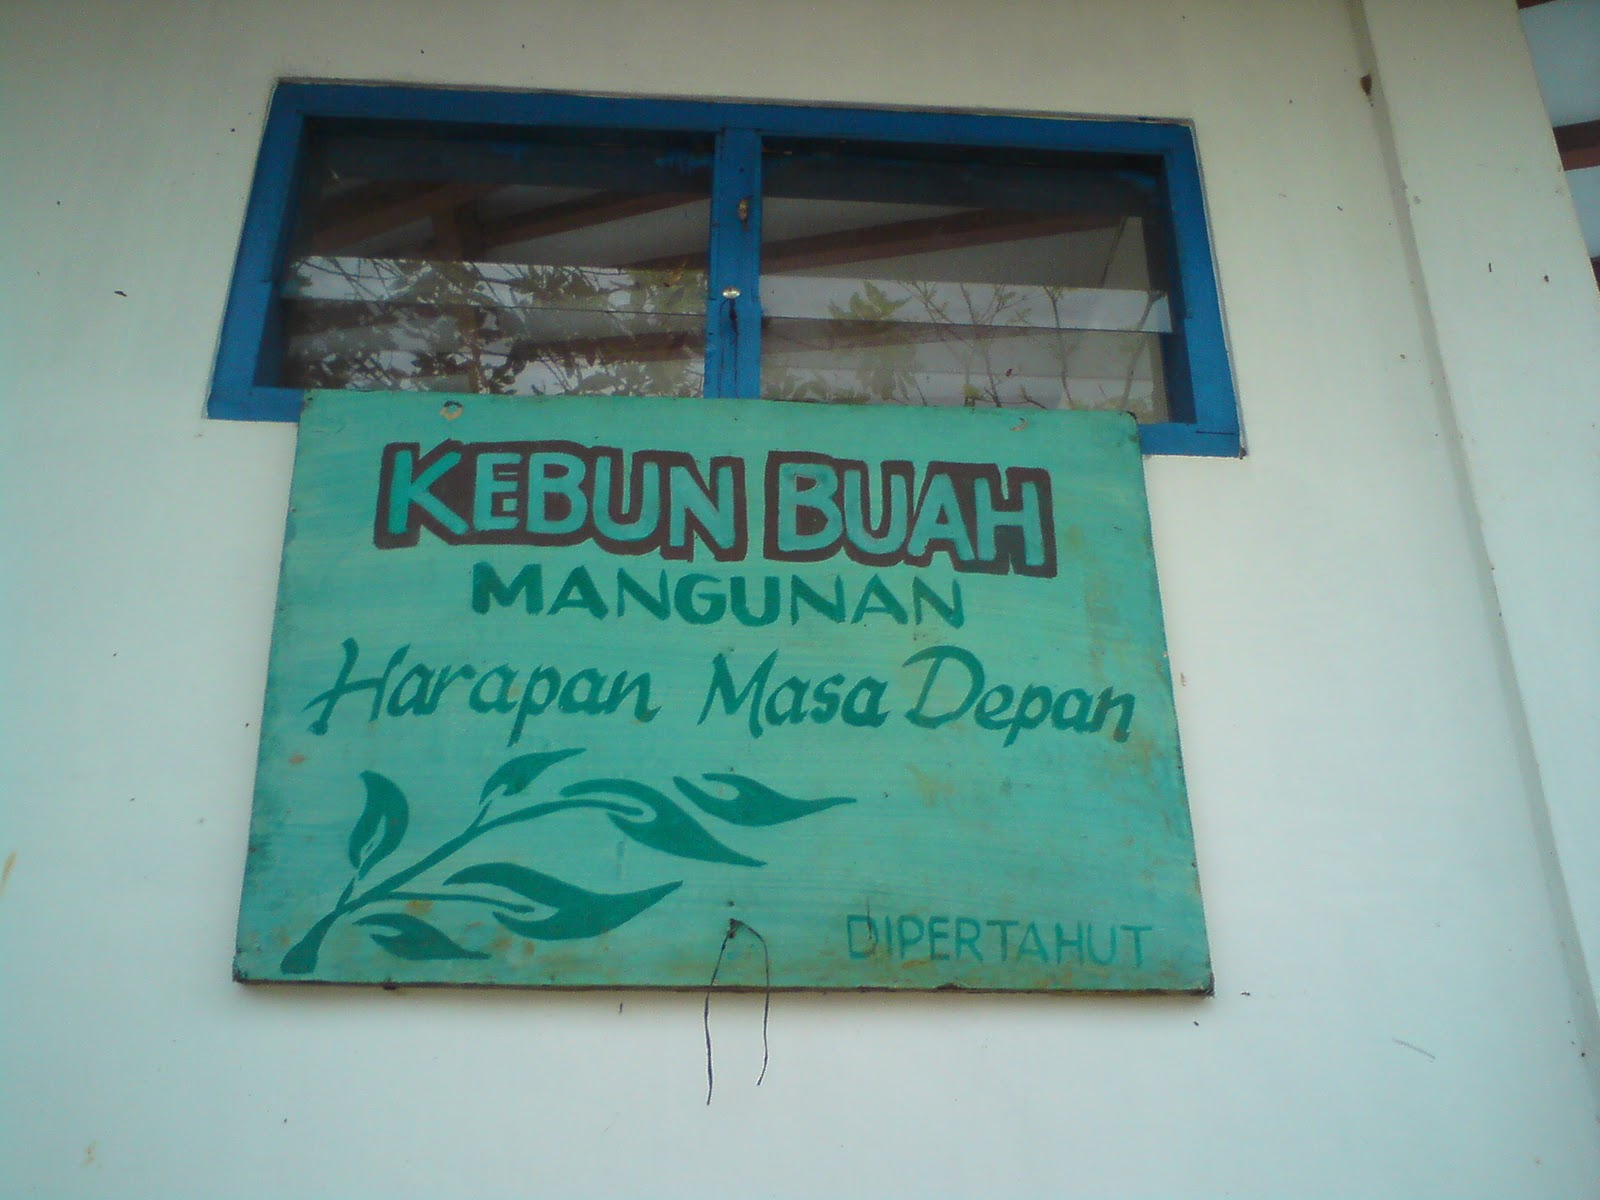 KEBUN BUAH
MANGUNAN
Harapan Masa Depan
DIPERTAHUT